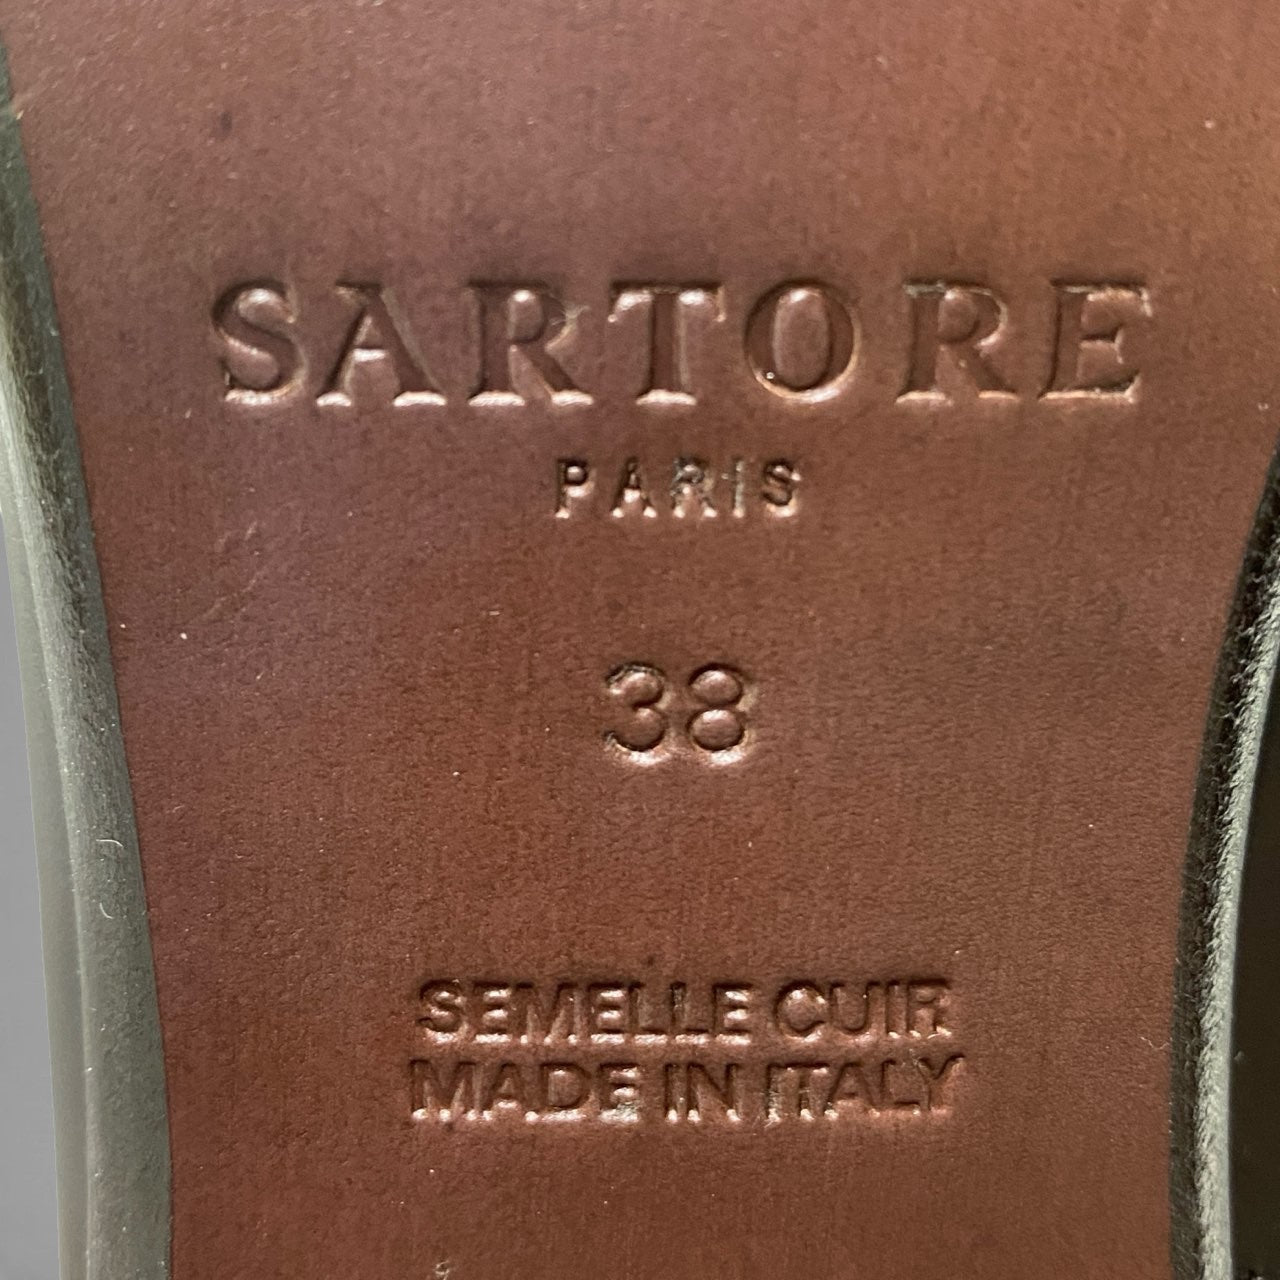 SARTORE
PARIS
38
SEMELLE CUIR
MADE IN ITALY